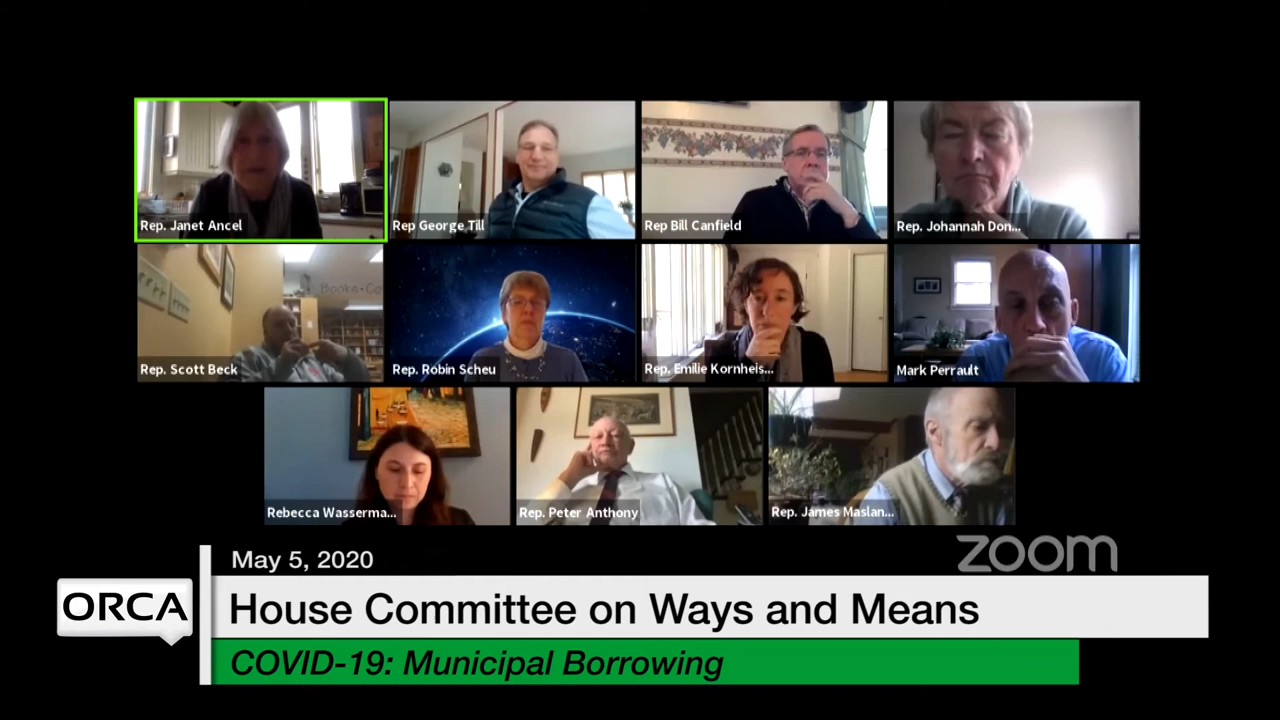 Rep. Janet Ancel
Rep George Till
Rep Bill Canfield
Rep. Johannah Don...
Books•Co
Rep. Scott Beck
Rep. Robin Scheu
Rep. Emilie Kornheis...
Mark Perrault
Rebecca Wasserma...
Rep. Peter Anthony
Rep. James Maslan...
May 5, 2020
zoom
ORCA
House Committee on Ways and Means
COVID-19: Municipal Borrowing